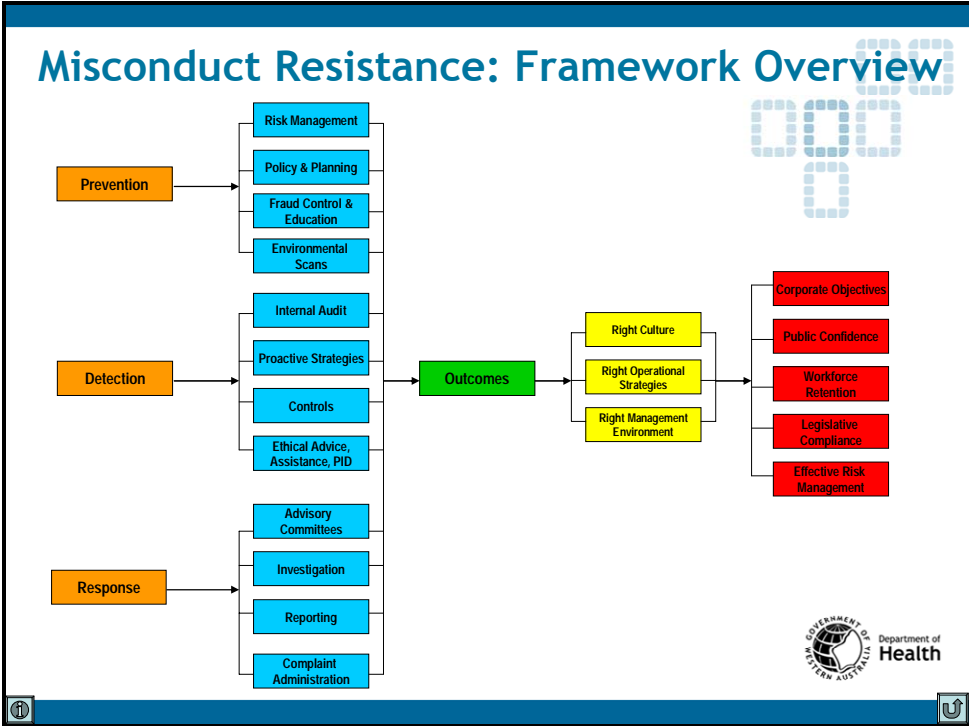 Misconduct Resistance: Framework Overview
Prevention
Risk Management
Policy & Planning
Fraud Control &
Education
Environmental
Scans
Detection
Internal Audit
Proactive Strategies
Controls
Ethical Advice,
Assistance, PID
Response
Advisory
Committees
Investigation
Reporting
Complaint
Administration
Outcomes
Right Culture
Right Operational
Strategies
Right Management
Environment
Corporate Objectives
Public Confidence
Workforce
Retention
Legislative
Compliance
Effective Risk
Management
GOVERNMENT OF
WESTERN AUSTRALIA
Department of
Health